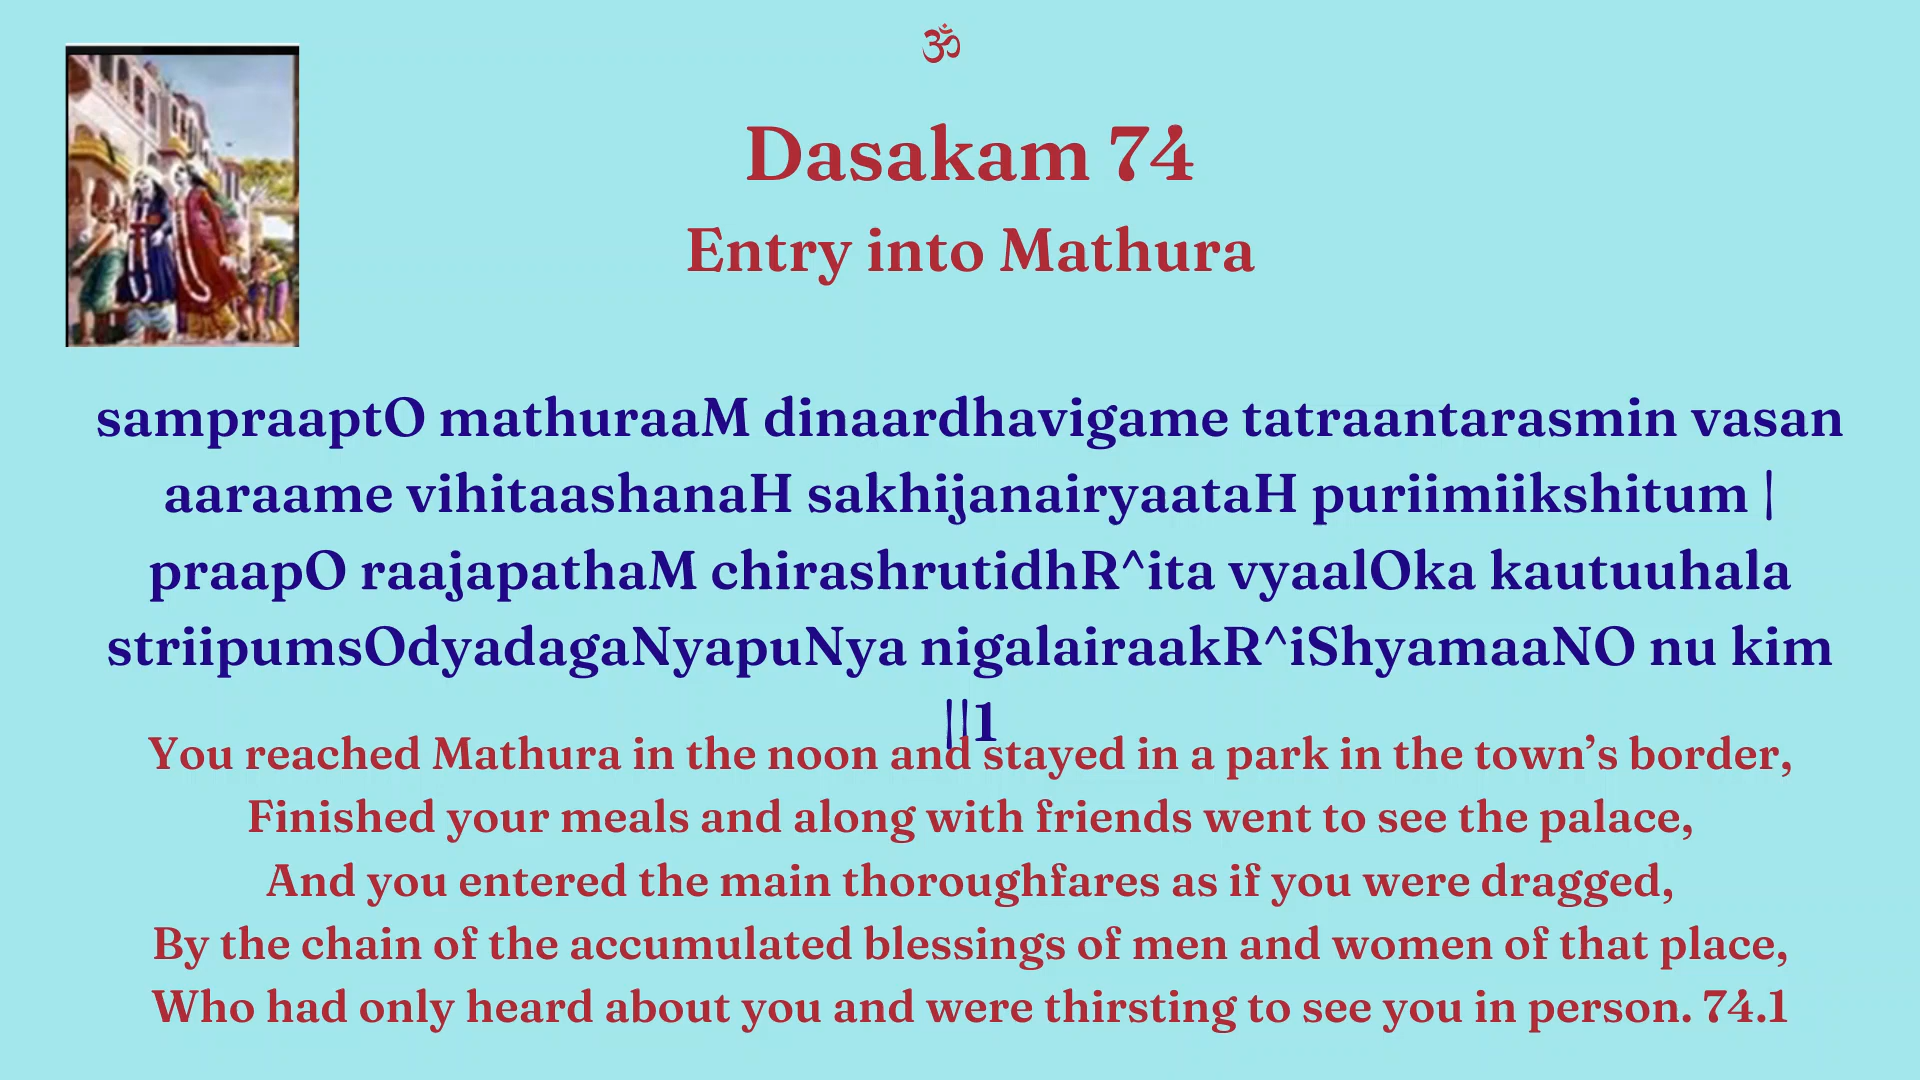 ॐ
Dasakam 74
Entry into Mathura
sampraaptO mathuraaM dinaardhavigame tatraantarasmin vasan
aaraame vihitaashanaH sakhijanairyaataH puriimiikshitum |
praapO raajapathaM chirashrutidhR^ita vyaalOka kautuuhala
striipumsOdyadagaNyapuNya nigalairaakR^iShyamaaNO nu kim
||1
You reached Mathura in the noon and stayed in a park in the town’s border,
Finished your meals and along with friends went to see the palace,
And you entered the main thoroughfares as if you were dragged,
By the chain of the accumulated blessings of men and women of that place,
Who had only heard about you and were thirsting to see you in person. 74.1